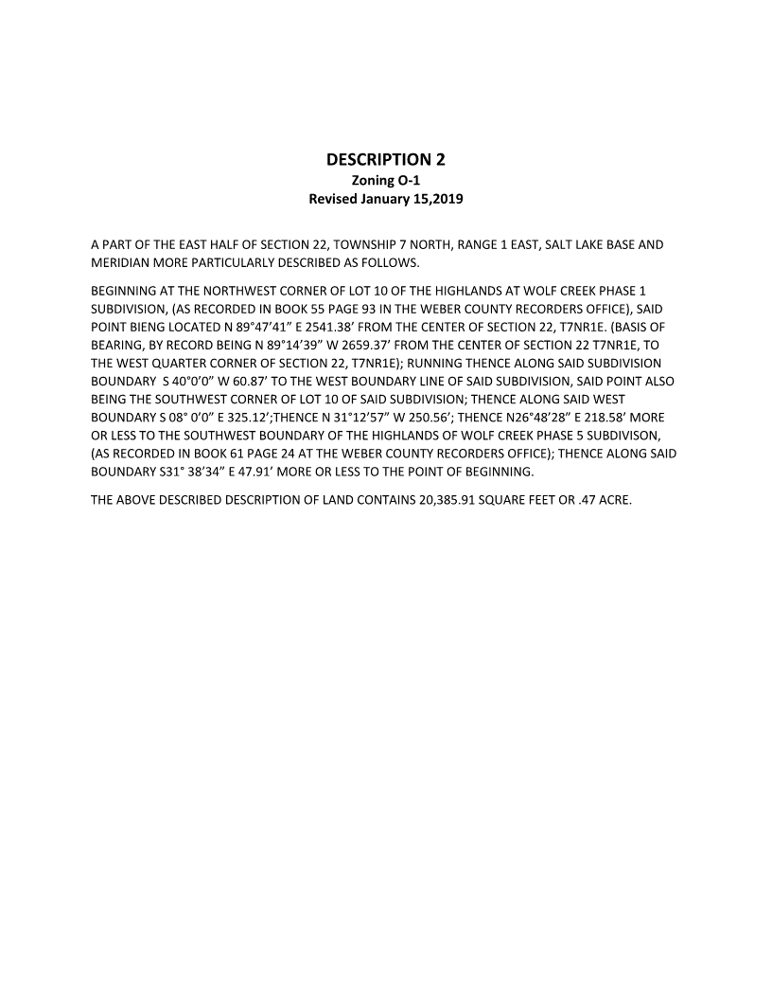 DESCRIPTION 2
Zoning O-1
Revised January 15,2019
A PART OF THE EAST HALF OF SECTION 22, TOWNSHIP 7 NORTH, RANGE 1 EAST, SALT LAKE BASE AND
MERIDIAN MORE PARTICULARLY DESCRIBED AS FOLLOWS.
BEGINNING AT THE NORTHWEST CORNER OF LOT 10 OF THE HIGHLANDS AT WOLF CREEK PHASE 1
SUBDIVISION, (AS RECORDED IN BOOK 55 PAGE 93 IN THE WEBER COUNTY RECORDERS OFFICE), SAID
POINT BIENG LOCATED N 89°47’41” E 2541.38’ FROM THE CENTER OF SECTION 22, T7NR1E. (BASIS OF
BEARING, BY RECORD BEING N 89°14’39” W 2659.37’ FROM THE CENTER OF SECTION 22 T7NR1E, TO
THE WEST QUARTER CORNER OF SECTION 22, T7NR1E); RUNNING THENCE ALONG SAID SUBDIVISION
BOUNDARY  S 40°0’0” W 60.87’ TO THE WEST BOUNDARY LINE OF SAID SUBDIVISION, SAID POINT ALSO
BEING THE SOUTHWEST CORNER OF LOT 10 OF SAID SUBDIVISION; THENCE ALONG SAID WEST
BOUNDARY S 08° 0’0” E 325.12’;THENCE N 31°12’57” W 250.56’; THENCE N26°48’28” E 218.58’ MORE
OR LESS TO THE SOUTHWEST BOUNDARY OF THE HIGHLANDS OF WOLF CREEK PHASE 5 SUBDIVISON,
(AS RECORDED IN BOOK 61 PAGE 24 AT THE WEBER COUNTY RECORDERS OFFICE); THENCE ALONG SAID
BOUNDARY S31° 38’34” E 47.91’ MORE OR LESS TO THE POINT OF BEGINNING.
THE ABOVE DESCRIBED DESCRIPTION OF LAND CONTAINS 20,385.91 SQUARE FEET OR .47 ACRE.